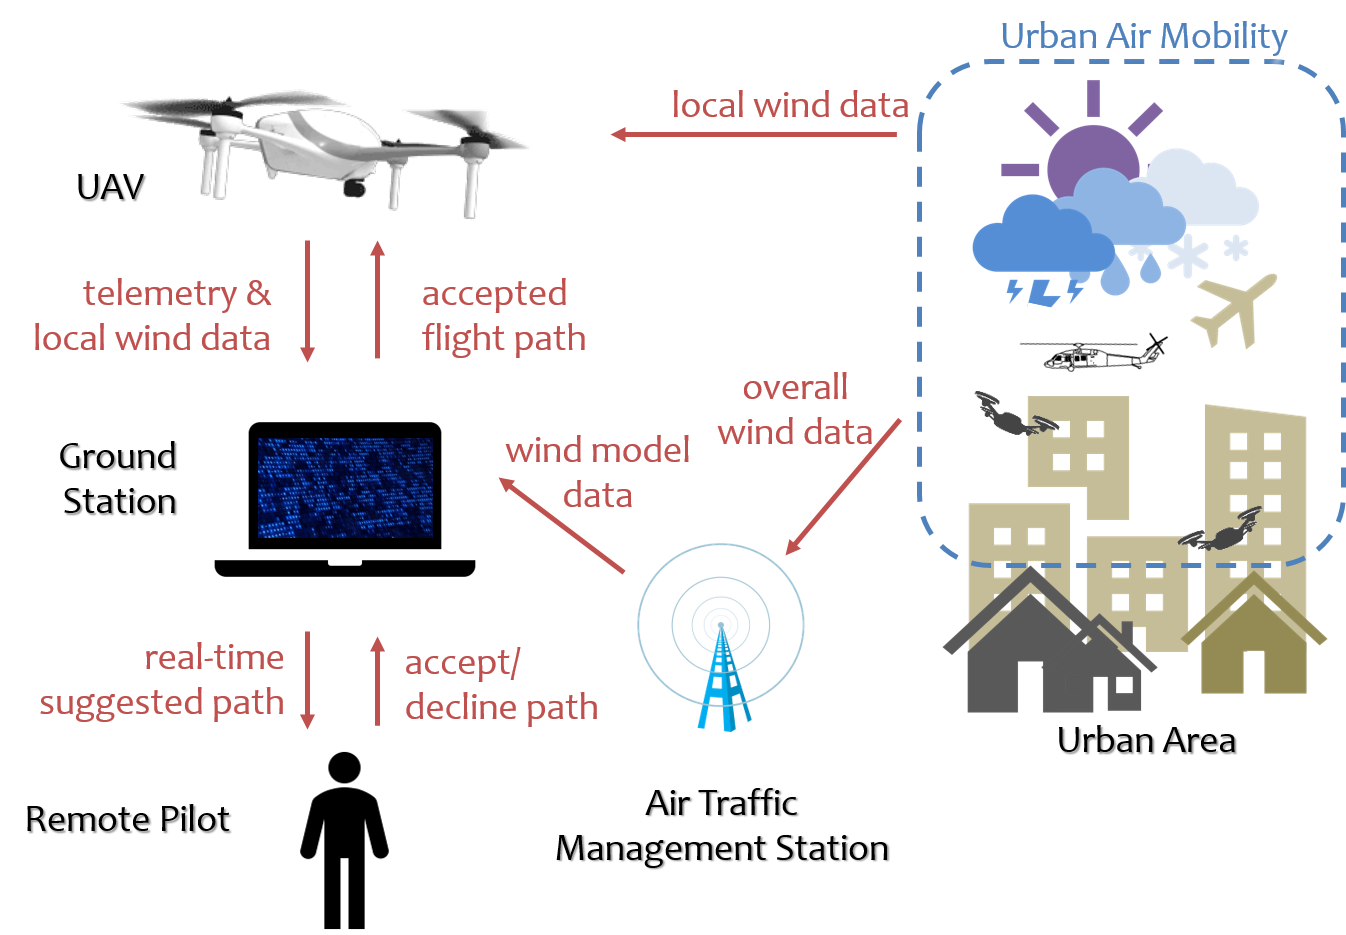 Urban Air Mobility
local wind data
UAV
telemetry &
local wind data
accepted
flight path
overall
wind data
Ground
Station
wind model
data
real-time
suggested path
accept/
decline path
Urban Area
Remote Pilot
Air Traffic
Management Station